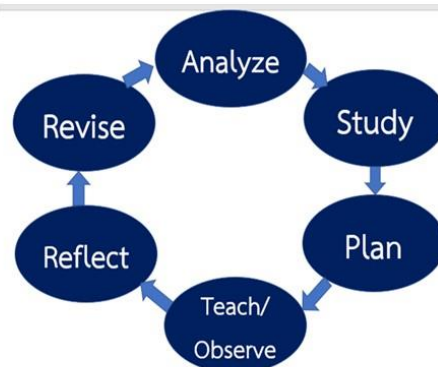 Analyze
Study
Plan
Teach/
Observe
Reflect
Revise